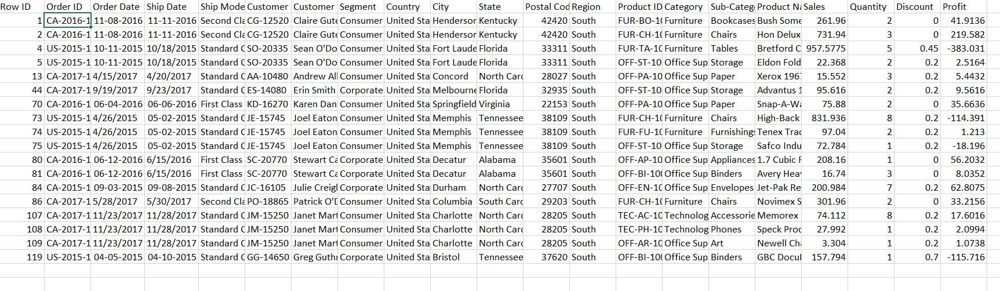 Row ID Order ID Order Date Ship Date Ship Mode Customer Customer Segment Country City State Postal Cod Region Product ID Category Sub-Categ Product Na Sales Quantity Discount Profit
1 CA-2016-1 11-08-2016 11-11-2016 Second Cla CG-12520 Claire Gute Consumer United Sta Henderson Kentucky 42420 South FUR-BO-10 Furniture Bookcases Bush Some 261.96 2 0 41.9136
2 CA-2016-1 11-08-2016 11-11-2016 Second Cla CG-12520 Claire Gute Consumer United Sta Henderson Kentucky 42420 South FUR-CH-10 Furniture Chairs Hon Delux 731.94 3 0 219.582
4 US-2015-1 10-11-2015 10/18/2015 Standard C SO-20335 Sean O'Do Consumer United Sta Fort Laude Florida 33311 South FUR-TA-10 Furniture Tables Bretford C 957.5775 5 0.45 -383.031
5 US-2015-1 10-11-2015 10/18/2015 Standard C SO-20335 Sean O'Do Consumer United Sta Fort Laude Florida 33311 South OFF-ST-10 Office Sup Storage Eldon Fold 22.368 2 0.2 2.5164
13 CA-2017-1 4/15/2017 4/20/2017 Standard C AA-10480 Andrew All Consumer United Sta Concord North Caro 28027 South OFF-PA-10 Office Sup Paper Xerox 1967 15.552 3 0.2 5.4432
44 CA-2017-1 9/19/2017 9/23/2017 Standard C ES-14080 Erin Smith Corporate United Sta Melbourne Florida 32935 South OFF-ST-10 Office Sup Storage Advantus 1 95.616 2 0.2 9.5616
70 CA-2016-1 06-04-2016 06-06-2016 First Class KD-16270 Karen Dan Consumer United Sta Springfield Virginia 22153 South OFF-PA-10 Office Sup Paper Snap-A-Wa 75.88 2 0 35.6636
73 US-2015-1 4/26/2015 05-02-2015 Standard C JE-15745 Joel Eaton Consumer United Sta Memphis Tennessee 38109 South FUR-CH-10 Furniture Chairs High-Back 831.936 8 0.2 -114.391
74 US-2015-1 4/26/2015 05-02-2015 Standard C JE-15745 Joel Eaton Consumer United Sta Memphis Tennessee 38109 South FUR-FU-10 Furniture Furnishings Tenex Trac 97.04 2 0.2 1.213
75 US-2015-1 4/26/2015 05-02-2015 Standard C JE-15745 Joel Eaton Consumer United Sta Memphis Tennessee 38109 South OFF-ST-10 Office Sup Storage Safco Indu 72.784 1 0.2 -18.196
80 CA-2016-1 06-12-2016 6/15/2016 First Class SC-20770 Stewart Ca Corporate United Sta Decatur Alabama 35601 South OFF-AP-10 Office Sup Appliances 1.7 Cubic F 208.16 1 0 56.2032
81 CA-2016-1 06-12-2016 6/15/2016 First Class SC-20770 Stewart Ca Corporate United Sta Decatur Alabama 35601 South OFF-BI-100 Office Sup Binders Avery Heav 16.74 3 0 8.0352
84 CA-2015-1 09-03-2015 09-08-2015 Standard C JC-16105 Julie Creigl Corporate United Sta Durham North Caro 27707 South OFF-EN-10 Office Sup Envelopes Jet-Pak Re 200.984 7 0.2 62.8075
86 CA-2017-1 5/28/2017 5/30/2017 Second Cla PO-18865 Patrick O'D Consumer United Sta Columbia South Caro 29203 South FUR-CH-10 Furniture Chairs Novimex S 301.96 2 0 33.2156
107 CA-2017-1 11/23/2017 11/28/2017 Standard C JM-15250 Janet Mart Consumer United Sta Charlotte North Caro 28205 South TEC-AC-10 Technolog Accessorie Memorex 74.112 8 0.2 17.6016
108 CA-2017-1 11/23/2017 11/28/2017 Standard C JM-15250 Janet Mart Consumer United Sta Charlotte North Caro 28205 South TEC-PH-10 Technolog Phones Speck Proc 27.992 1 0.2 2.0994
109 CA-2017-1 11/23/2017 11/28/2017 Standard C JM-15250 Janet Mart Consumer United Sta Charlotte North Caro 28205 South OFF-AR-10 Office Sup Art Newell Cha 3.304 1 0.2 1.0738
119 US-2015-1 04-05-2015 04-10-2015 Standard C GG-14650 Greg Guthr Corporate United Sta Bristol Tennessee 37620 South OFF-BI-100 Office Sup Binders GBC Docul 157.794 1 0.7 -115.716